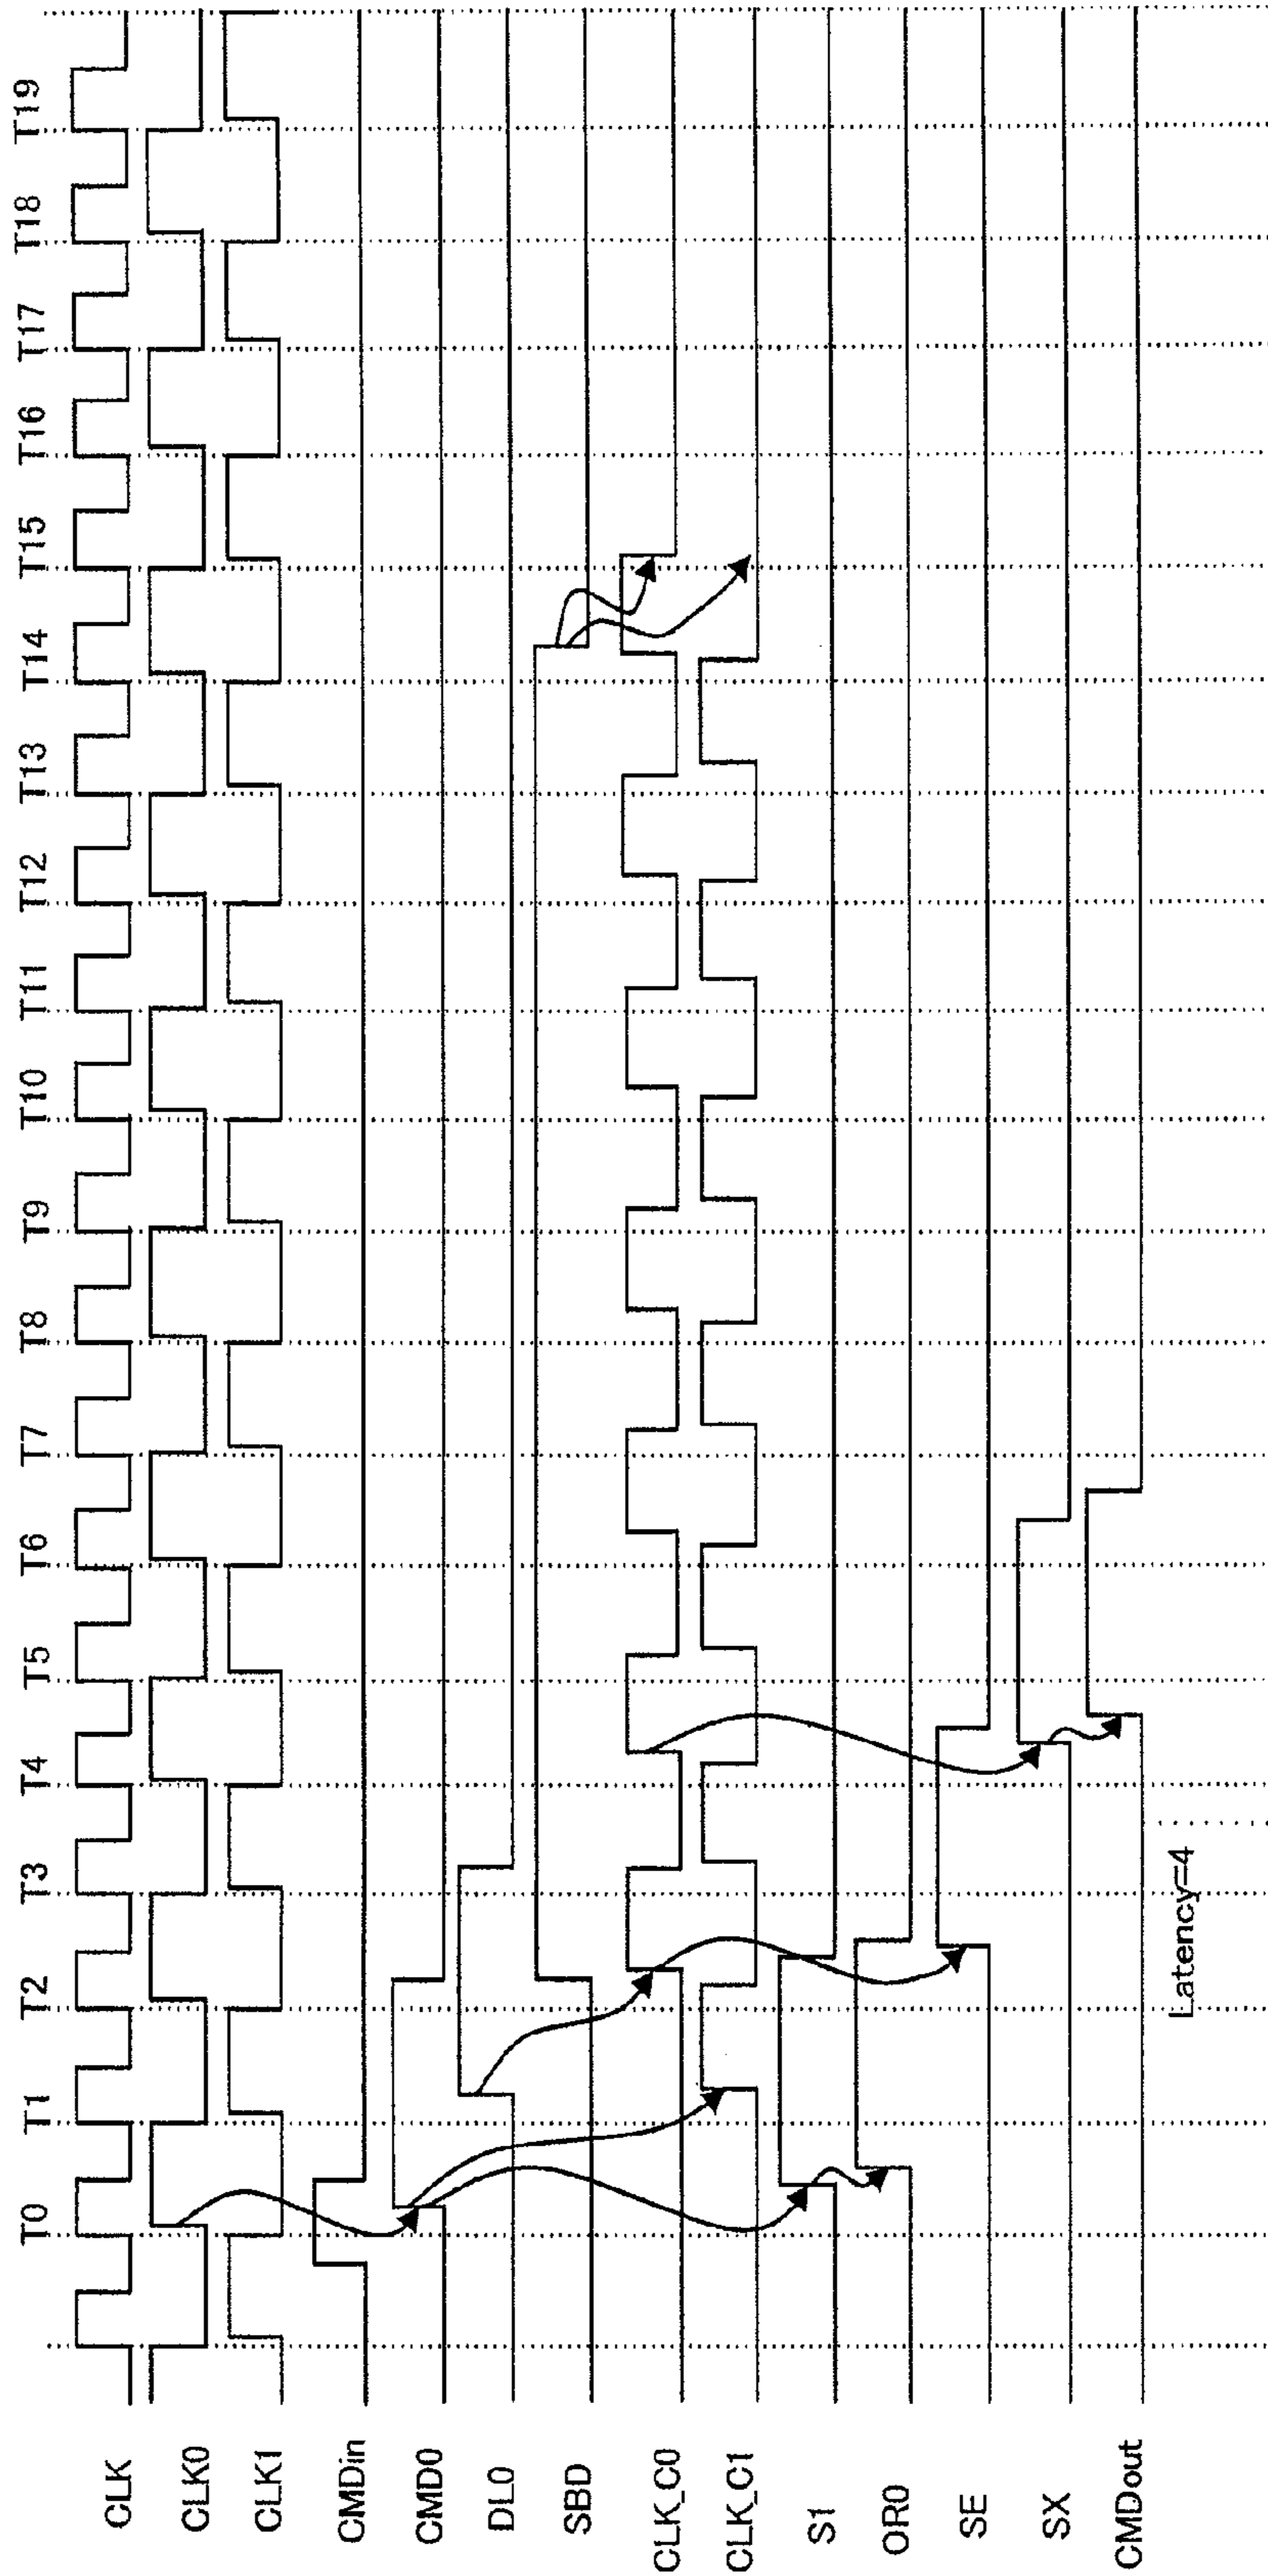 T0 T1 T2 T3 T4 T5 T6 T7 T8 T9 T10 T11 T12 T13 T14 T15 T16 T17 T18 T19
CLK
CLK0
CLK1
CMDin
CMD0
DL0
SBD
CLK_C0
CLK_C1
S1
OR0
SE
SX
CMDout
Latency=4